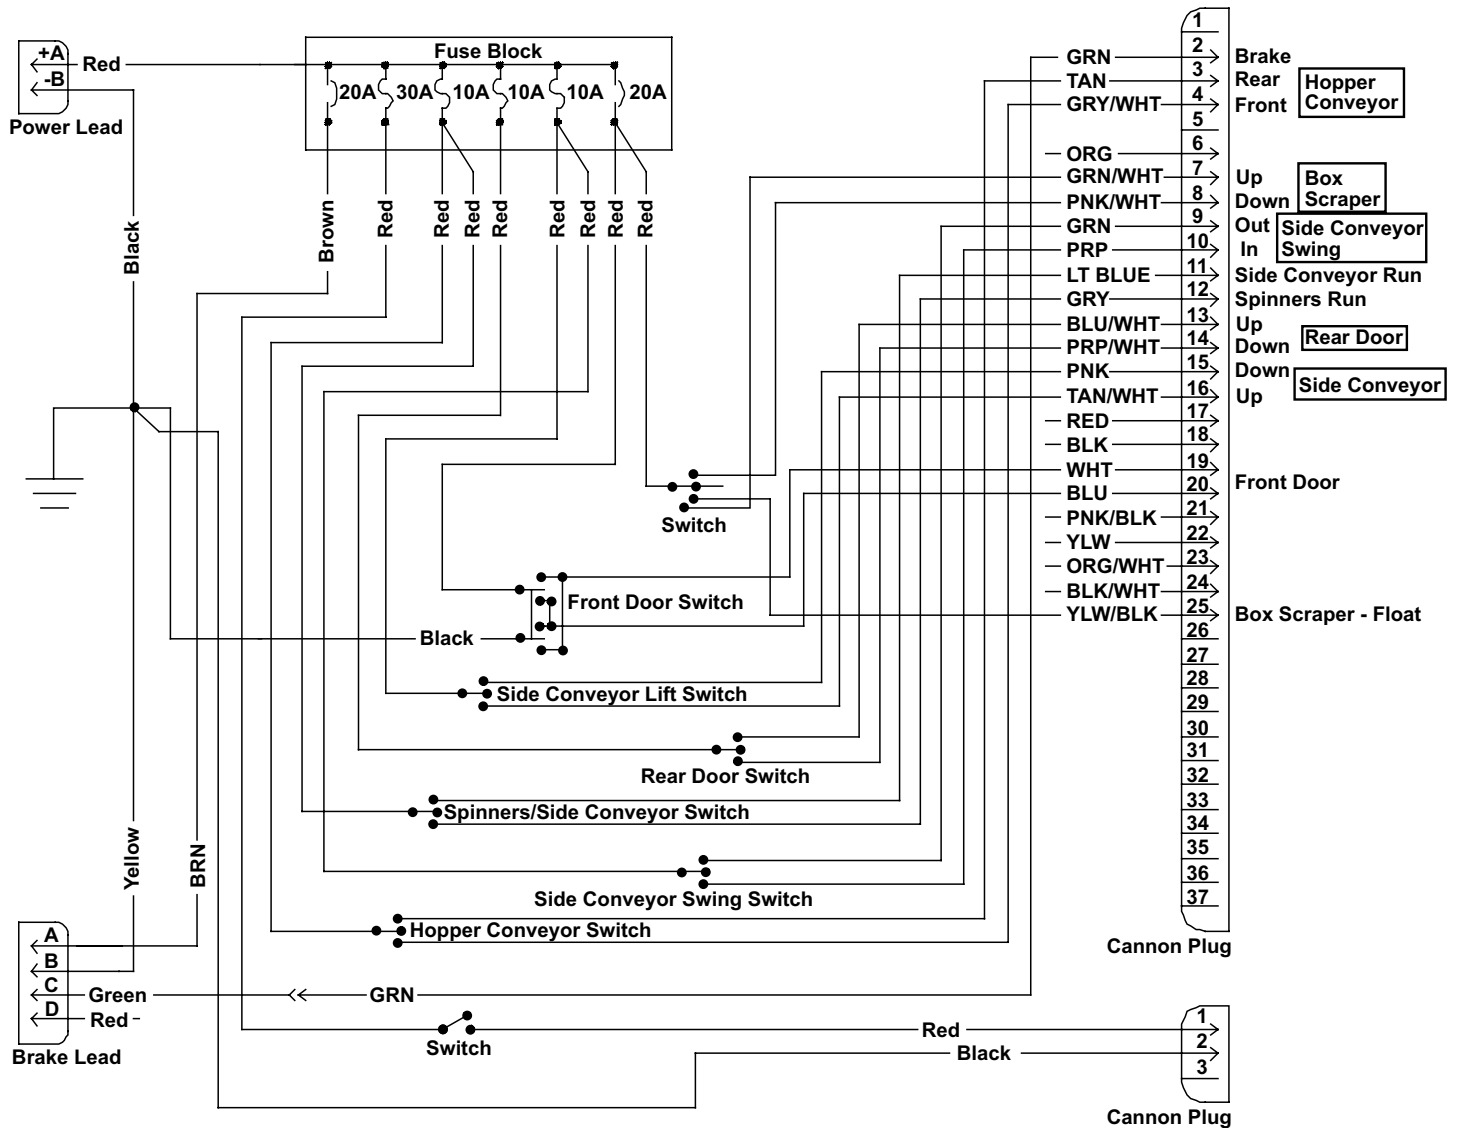 Fuse Block
20A
30A
10A
10A
10A
20A
+A
-B
Red
Power Lead
Black
Brown
Red
Red
Red
Red
Red
Red
Red
Red
1
GRN 2 Brake
TAN 3 Rear
GRY/WHT 4 Front
Hopper
Conveyor
5
ORG 6
GRN/WHT 7 Up
PNK/WHT 8 Down
Box
Scraper
GRN 9 Out
PRP 10 In
Side Conveyor
Swing
LT BLUE 11 Side Conveyor Run
GRY 12 Spinners Run
BLU/WHT 13 Up
PRP/WHT 14 Down
Rear Door
PNK 15 Down
TAN/WHT 16 Up
Side Conveyor
RED 17
BLK 18
WHT 19
BLU 20
Front Door
PNK/BLK 21
YLW 22
ORG/WHT 23
BLK/WHT 24
YLW/BLK 25 Box Scraper - Float
26
27
28
29
30
31
32
33
34
35
36
37
Cannon Plug
Switch
Front Door Switch
Black
Side Conveyor Lift Switch
Rear Door Switch
Spinners/Side Conveyor Switch
Side Conveyor Swing Switch
Hopper Conveyor Switch
Yellow
BRN
A
B
C
D
Green
Red
Brake Lead
GRN
Switch
Red
Black
1
2
3
Cannon Plug